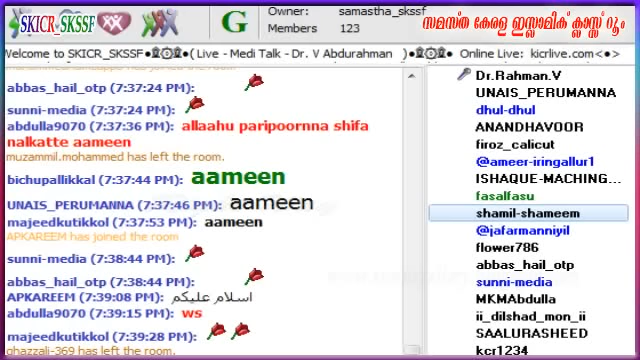 SKICR_SKSSF
G
Owner: samastha_skssf
Members 123
സമസ്ത കേരള ഇസ്ലാമിക് ക്ലാസ്സ് റൂം
Welcome to SKICR_SKSSF•۩۞۩•( Live - Medi Talk - Dr. V Abdurahman ) ۩۞۩• Online Live: kicrlive.com <•>
abbas_hail_otp (7:37:24 PM):
sunni-media (7:37:24 PM):
abdulla9070 (7:37:36 PM): allaahu paripoornna shifa
nalkatte aameen
muzammil.mohammed has left the room.
bichupallikkal (7:37:44 PM): aameen
UNAIS_PERUMANNA (7:37:46 PM): aameen
majeedkutikkol (7:37:53 PM): aameen
APKAREEM has joined the room
sunni-media (7:38:44 PM):
abbas_hail_otp (7:38:44 PM):
APKAREEM (7:39:08 PM): اسلام عليكم
abdulla9070 (7:39:15 PM): ws
majeedkutikkol (7:39:28 PM):
ghazzali-369 has left the room.
Dr.Rahman.V
UNAIS_PERUMANNA
dhul-dhul
ANANDHAVOOR
firoz_calicut
@ameer-iringallur1
ISHAQUE-MACHING...
fasalfasu
shamil-shameem
@jafarmanniyil
flower786
abbas_hail_otp
sunni-media
MKMAbdulla
ii_dilshad_mon_ii
SAALURASHEED
kcr1234